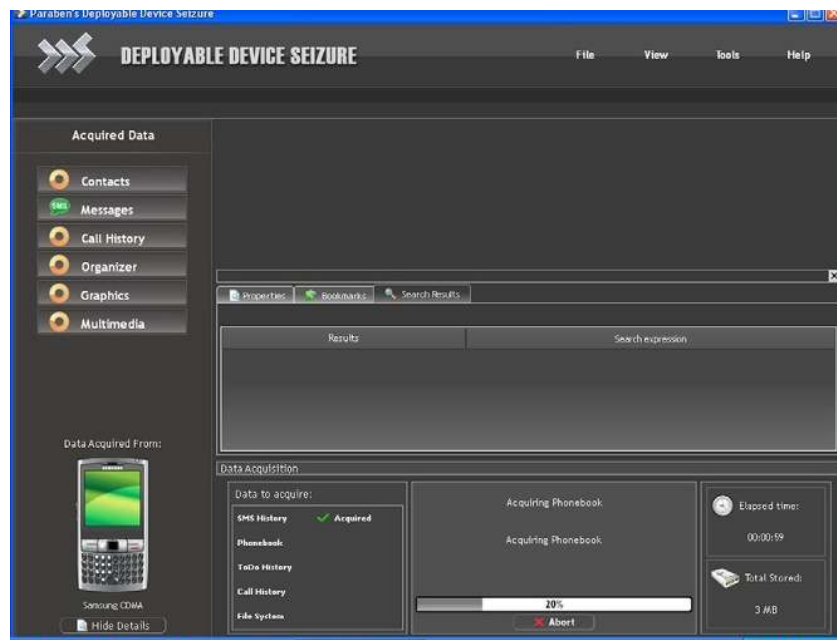 Paraben's Deployable Device Seizure
DEPLOYABLE DEVICE SEIZURE
File View Tools Help
Acquired Data
Contacts
SMS Messages
Call History
Organizer
Graphics
Multimedia
Properties Bookmarks Search Results
Results Search expression
Data Acquired From:
Samsung CDMA
Hide Details
Data Acquisition
Data to acquire:
SMS History Acquired
Phonebook
ToDo History
Call History
File System
Acquiring Phonebook
Acquiring Phonebook
20%
Abort
Elapsed time:
00:00:59
Total Stored:
3 MB